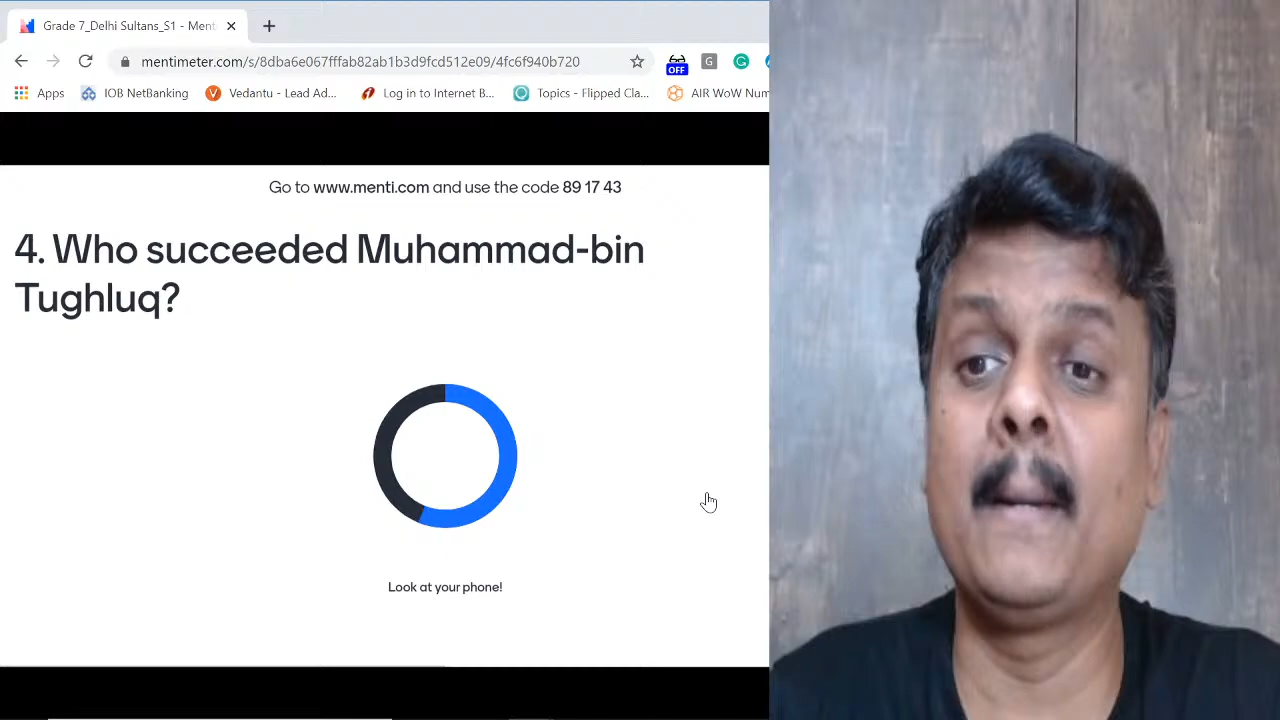 Grade 7_Delhi Sultans_S1 - Ment
mentimeter.com/s/8dba6e067fffab82ab1b3d9fcd512e09/4fc6f940b720
OFF
G
Apps
IOB NetBanking
Vedantu - Lead Ad...
Log in to Internet B...
Topics - Flipped Cla...
AIR WoW Num
Go to www.menti.com and use the code 89 17 43
4. Who succeeded Muhammad-bin
Tughluq?
Look at your phone!